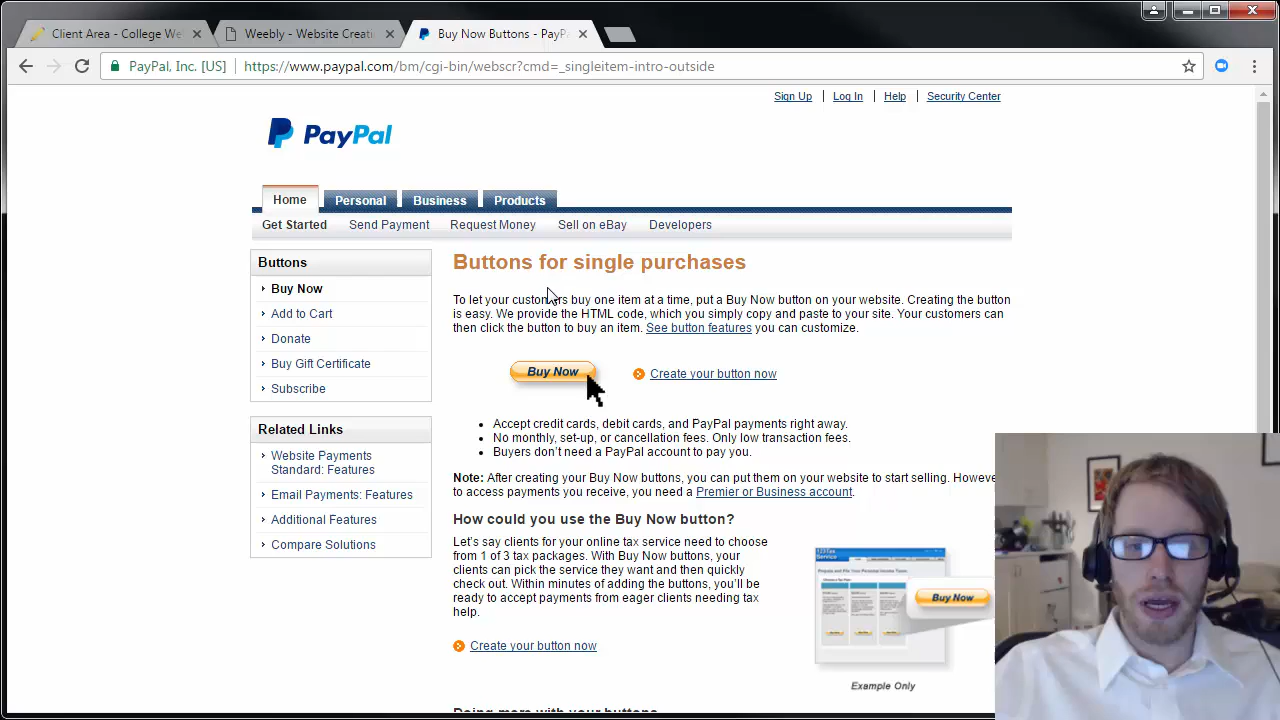 Client Area - College We
Weebly - Website Creati
Buy Now Buttons - PayP
PayPal, Inc. [US]
https://www.paypal.com/bm/cgi-bin/webscr?cmd=_singleitem-intro-outside
Sign Up
Log In
Help
Security Center
PayPal
Home
Personal
Business
Products
Get Started
Send Payment
Request Money
Sell on eBay
Developers
Buttons
Buy Now
Add to Cart
Donate
Buy Gift Certificate
Subscribe
Related Links
Website Payments
Standard: Features
Email Payments: Features
Additional Features
Compare Solutions
Buttons for single purchases
To let your customers buy one item at a time, put a Buy Now button on your website. Creating the button
is easy. We provide the HTML code, which you simply copy and paste to your site. Your customers can
then click the button to buy an item. See button features you can customize.
Buy Now
Create your button now
Accept credit cards, debit cards, and PayPal payments right away.
No monthly, set-up, or cancellation fees. Only low transaction fees.
Buyers don't need a PayPal account to pay you.
Note: After creating your Buy Now buttons, you can put them on your website to start selling. Howeve
to access payments you receive, you need a Premier or Business account.
How could you use the Buy Now button?
Let's say clients for your online tax service need to choose
from 1 of 3 tax packages. With Buy Now buttons, your
clients can pick the service they want and then quickly
check out. Within minutes of adding the buttons, you'll be
ready to accept payments from eager clients needing tax
help.
Create your button now
123Tax
Service
Buy Now
Example Only
Doing more with your buttons